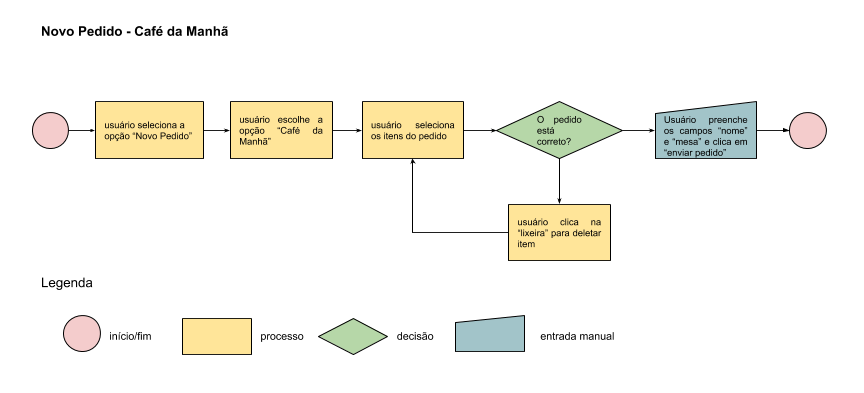 Novo Pedido - Café da Manhã
usuário seleciona a
opção “Novo Pedido”
usuário escolhe a
opção “Café da
Manhã”
usuário seleciona
os itens do pedido
O pedido
está
correto?
Usuário preenche
os campos “nome”
e “mesa” e clica em
“enviar pedido”
usuário clica na
“lixeira” para deletar
item
Legenda
início/fim
processo
decisão
entrada manual